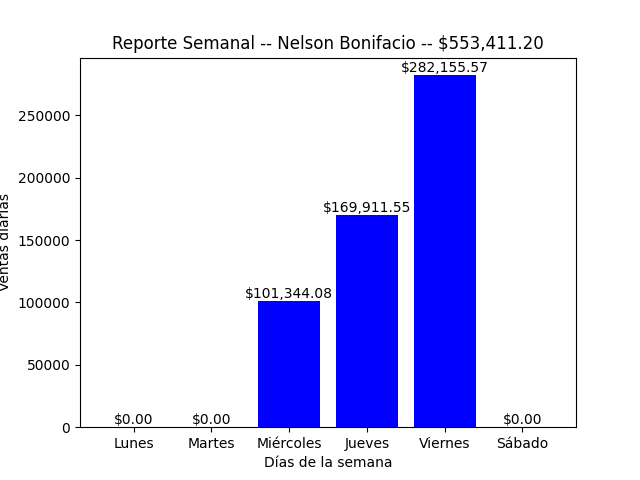 Reporte Semanal -- Nelson Bonifacio -- $553,411.20
Ventas diarias
250000
200000
150000
100000
50000
0
$0.00
$0.00
$101,344.08
$169,911.55
$282,155.57
$0.00
Lunes
Martes
Miércoles
Jueves
Viernes
Sábado
Días de la semana